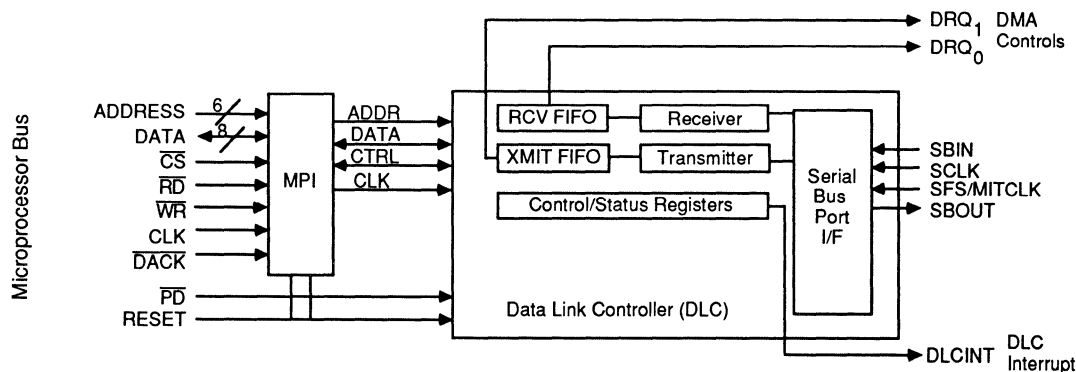 DRQ1 DMA
Controls
DRQ0
Microprocessor Bus
ADDRESS 6
DATA 8
CS
RD
WR
CLK
DACK
PD
RESET
MPI
ADDR
DATA
CTRL
CLK
RCV FIFO
Receiver
XMIT FIFO
Transmitter
Control/Status Registers
Serial
Bus
Port
I/F
Data Link Controller (DLC)
SBIN
SCLK
SFS/MITCLK
SBOUT
DLCINT
DLC
Interrupt